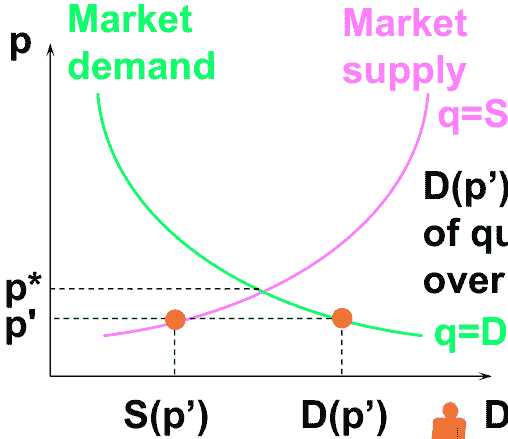 p
Market
demand
Market
supply
q=S
D(p’)
of qu
over
p*
p'
q=D
S(p’)
D(p’)
D